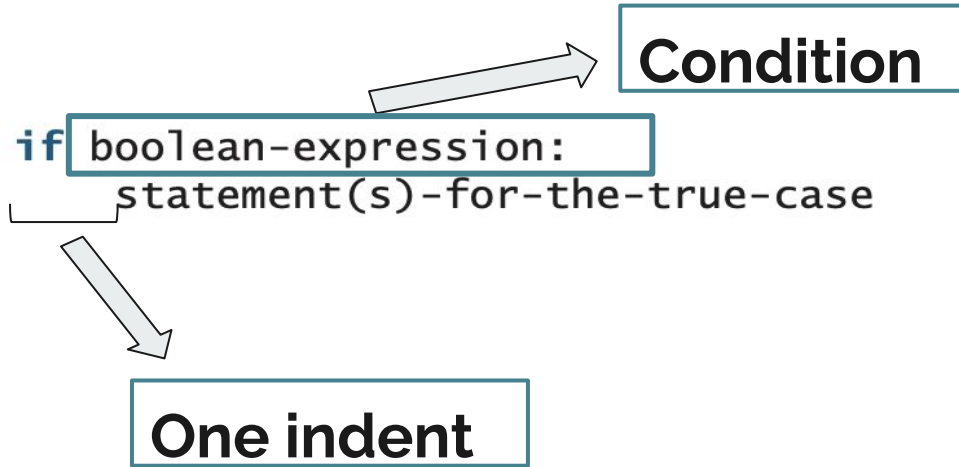 Condition
if boolean-expression:
statement(s)-for-the-true-case
One indent